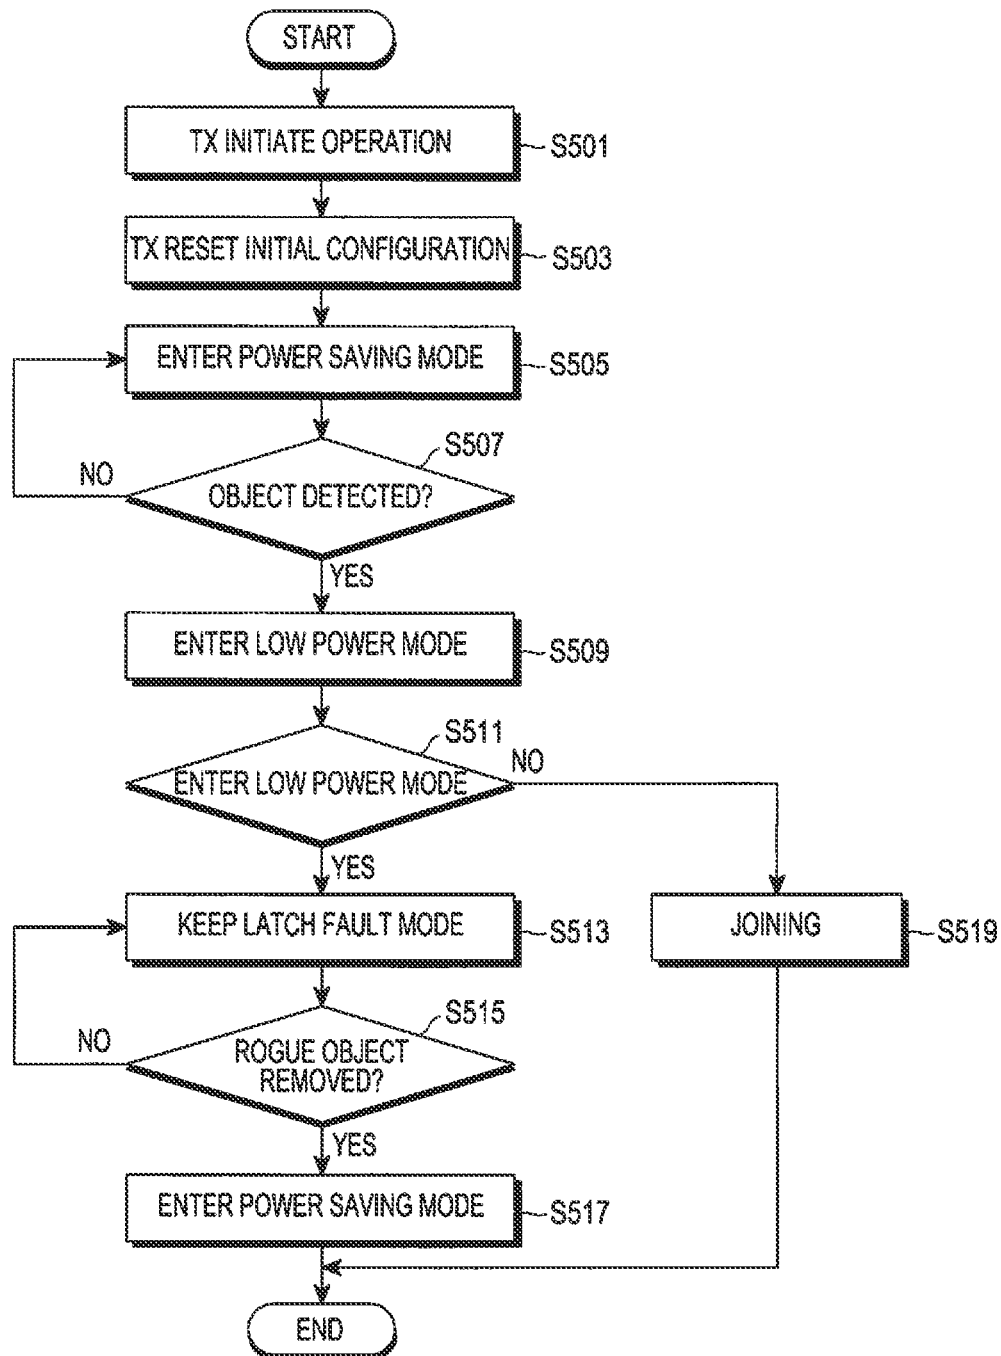 START
TX INITIATE OPERATION
S501
TX RESET INITIAL CONFIGURATION
S503
ENTER POWER SAVING MODE
S505
S507
NO
OBJECT DETECTED?
YES
ENTER LOW POWER MODE
S509
S511
NO
ENTER LOW POWER MODE
YES
KEEP LATCH FAULT MODE
S513
JOINING
S519
S515
NO
ROGUE OBJECT
REMOVED?
YES
ENTER POWER SAVING MODE
S517
END